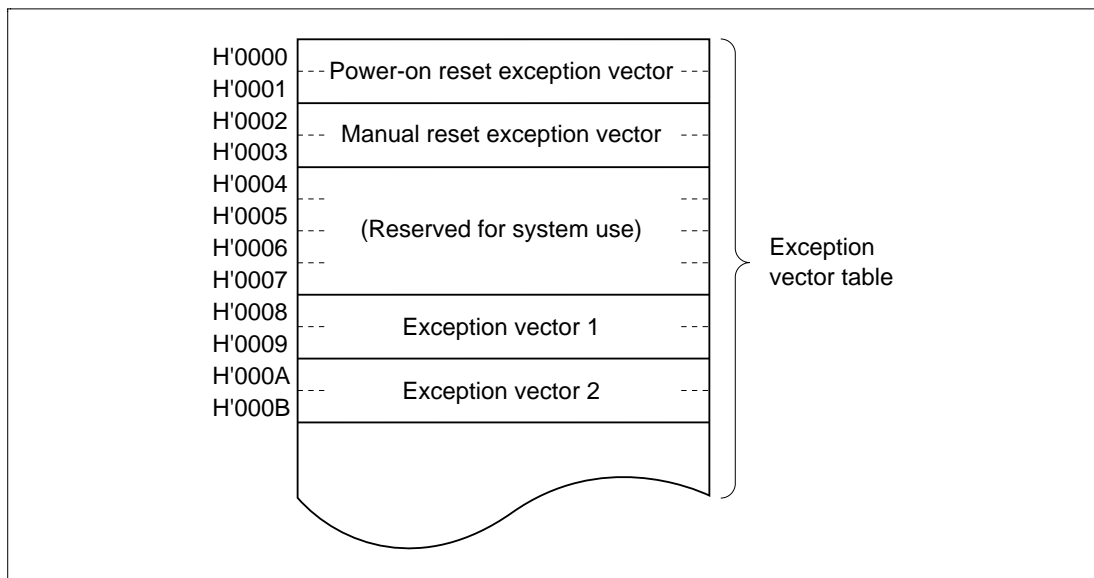 H'0000
Power-on reset exception vector
H'0001
H'0002
Manual reset exception vector
H'0003
H'0004
H'0005
(Reserved for system use)
H'0006
H'0007
H'0008
Exception vector 1
H'0009
H'000A
Exception vector 2
H'000B
Exception
vector table